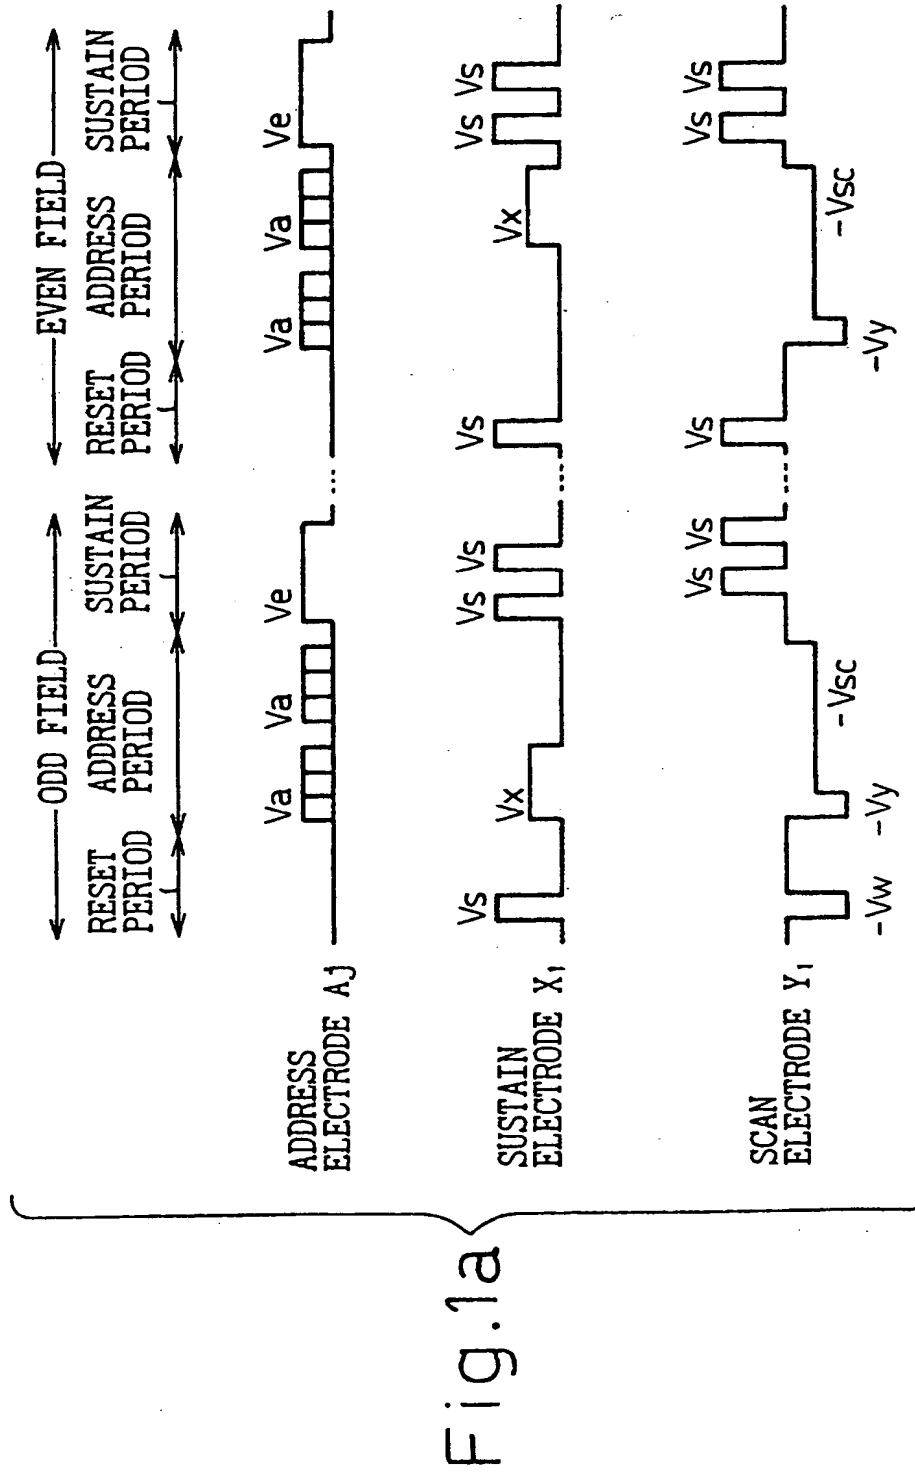 Fig.1a
ODD FIELD EVEN FIELD
RESET PERIOD ADDRESS PERIOD SUSTAIN PERIOD RESET PERIOD ADDRESS PERIOD SUSTAIN PERIOD
ADDRESS
ELECTRODE Aj
Va Va Ve ... Va Va Ve
SUSTAIN
ELECTRODE X1
Vs Vx Vs Vs .... Vs Vx Vs Vs
SCAN
ELECTRODE Y1
-Vw -Vy -Vsc Vs Vs .... Vs -Vy -Vsc Vs Vs